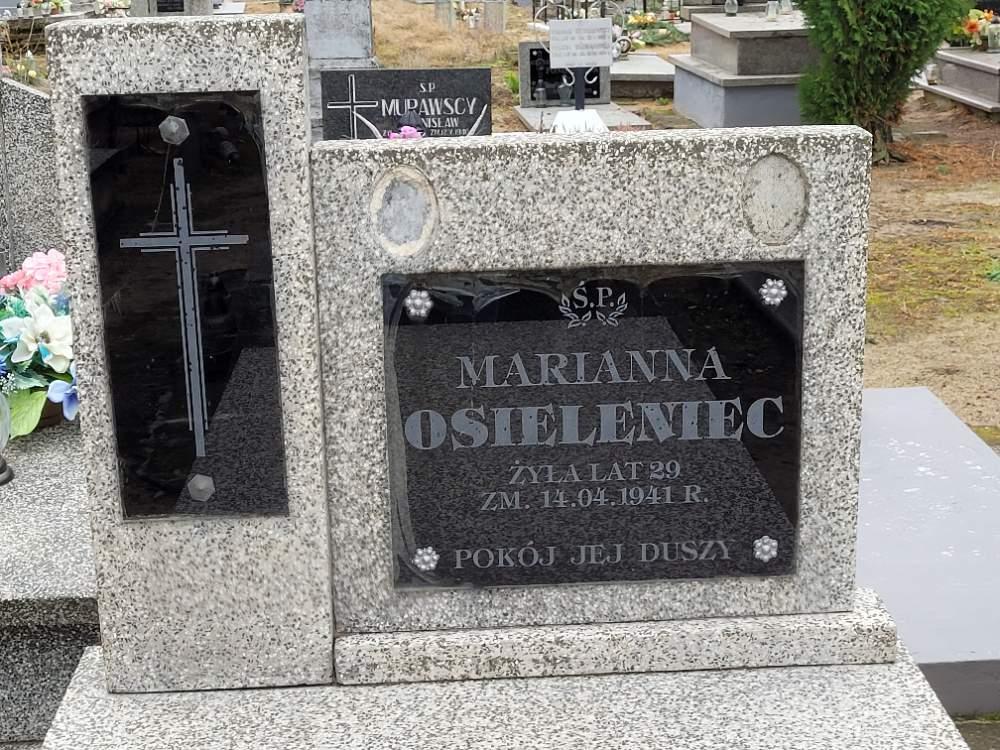 Ś.P.
MARIANNA
OSIELENIEC
ŻYŁA LAT 29
ZM. 14.04.1941 R.
POKÓJ JEJ DUSZY
S.P
MURAWSCY